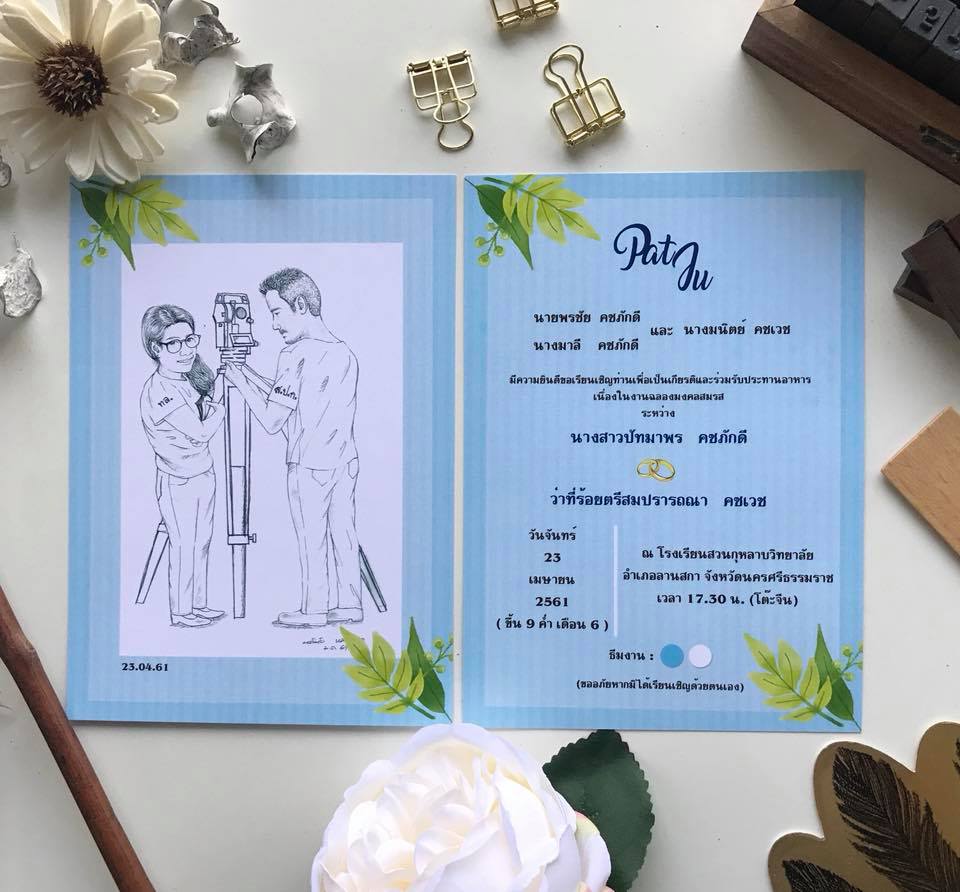 ทล.
ส.ป.ก.
23.04.61
Pat Ju
นายพรชัย คชภักดี
และ นางมนิตย์ คชเวช
นางมาลี คชภักดี
มีความยินดีขอเรียนเชิญท่านเพื่อเป็นเกียรติและร่วมรับประทานอาหาร
เนื่องในงานฉลองมงคลสมรส
ระหว่าง
นางสาวปัทมาพร คชภักดี
ว่าที่ร้อยตรีสมปรารถณา คชเวช
วันจันทร์
23
เมษายน
2561
( ขึ้น 9 ค่ำ เดือน 6 )
ณ โรงเรียนสวนกุหลาบวิทยาลัย
อำเภอลานสกา จังหวัดนครศรีธรรมราช
เวลา 17.30 น. (โต๊ะจีน)
ธีมงาน :
(ขออภัยหากมิได้เรียนเชิญด้วยตนเอง)